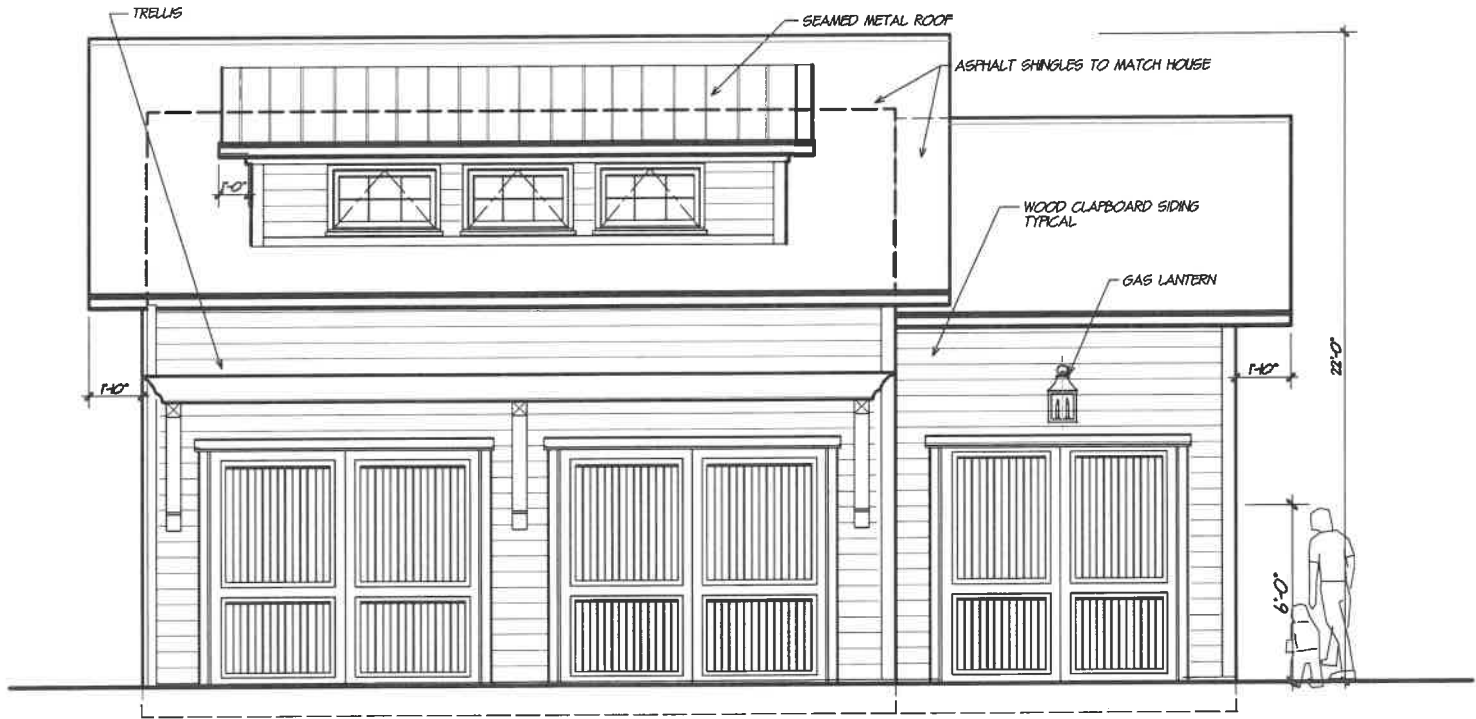 TRELLIS
SEAMED METAL ROOF
ASPHALT SHINGLES TO MATCH HOUSE
1'-0"
WOOD CLAPBOARD SIDING
TYPICAL
GAS LANTERN
22'-0"
1'-10"
1'-10"
6'-0"